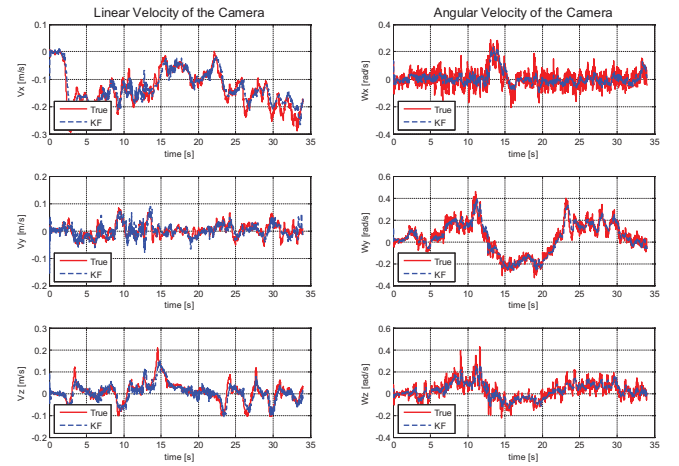 Linear Velocity of the Camera
Vx [m/s]
0.1
0
-0.1
-0.2
-0.3
0 5 10 15 20 25 30 35
time [s]
True
KF
Angular Velocity of the Camera
Wx [rad/s]
0.4
0.2
0
-0.2
-0.4
0 5 10 15 20 25 30 35
time [s]
True
KF
Vy [m/s]
0.2
0.1
0
-0.1
-0.2
0 5 10 15 20 25 30 35
time [s]
True
KF
Wy [rad/s]
0.6
0.4
0.2
0
-0.2
-0.4
0 5 10 15 20 25 30 35
time [s]
True
KF
Vz [m/s]
0.3
0.2
0.1
0
-0.1
-0.2
0 5 10 15 20 25 30 35
time [s]
True
KF
Wz [rad/s]
0.6
0.4
0.2
0
-0.2
-0.4
0 5 10 15 20 25 30 35
time [s]
True
KF